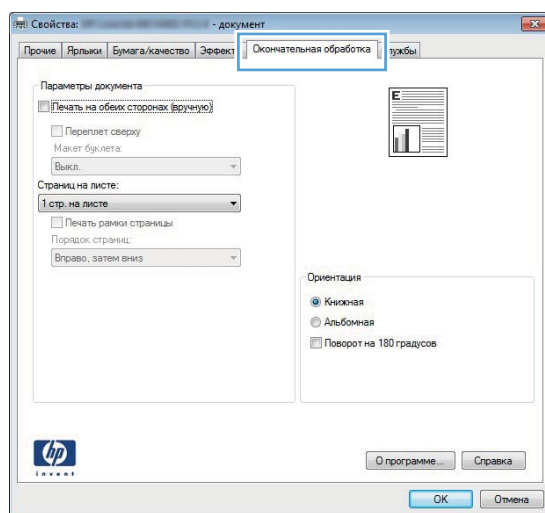 Свойства: - документ
Прочие Ярлыки Бумага/качество Эффект Окончательная обработка лужбы
Параметры документа
Печать на обеих сторонах (вручную)
Переплет сверху
Макет буклета:
Выкл.
Страниц на листе:
1 стр. на листе
Печать рамки страницы
Порядок страниц:
Вправо, затем вниз
E
Ориентация
Книжная
Альбомная
Поворот на 180 градусов
hp
invent
О программе... Справка
OK Отмена